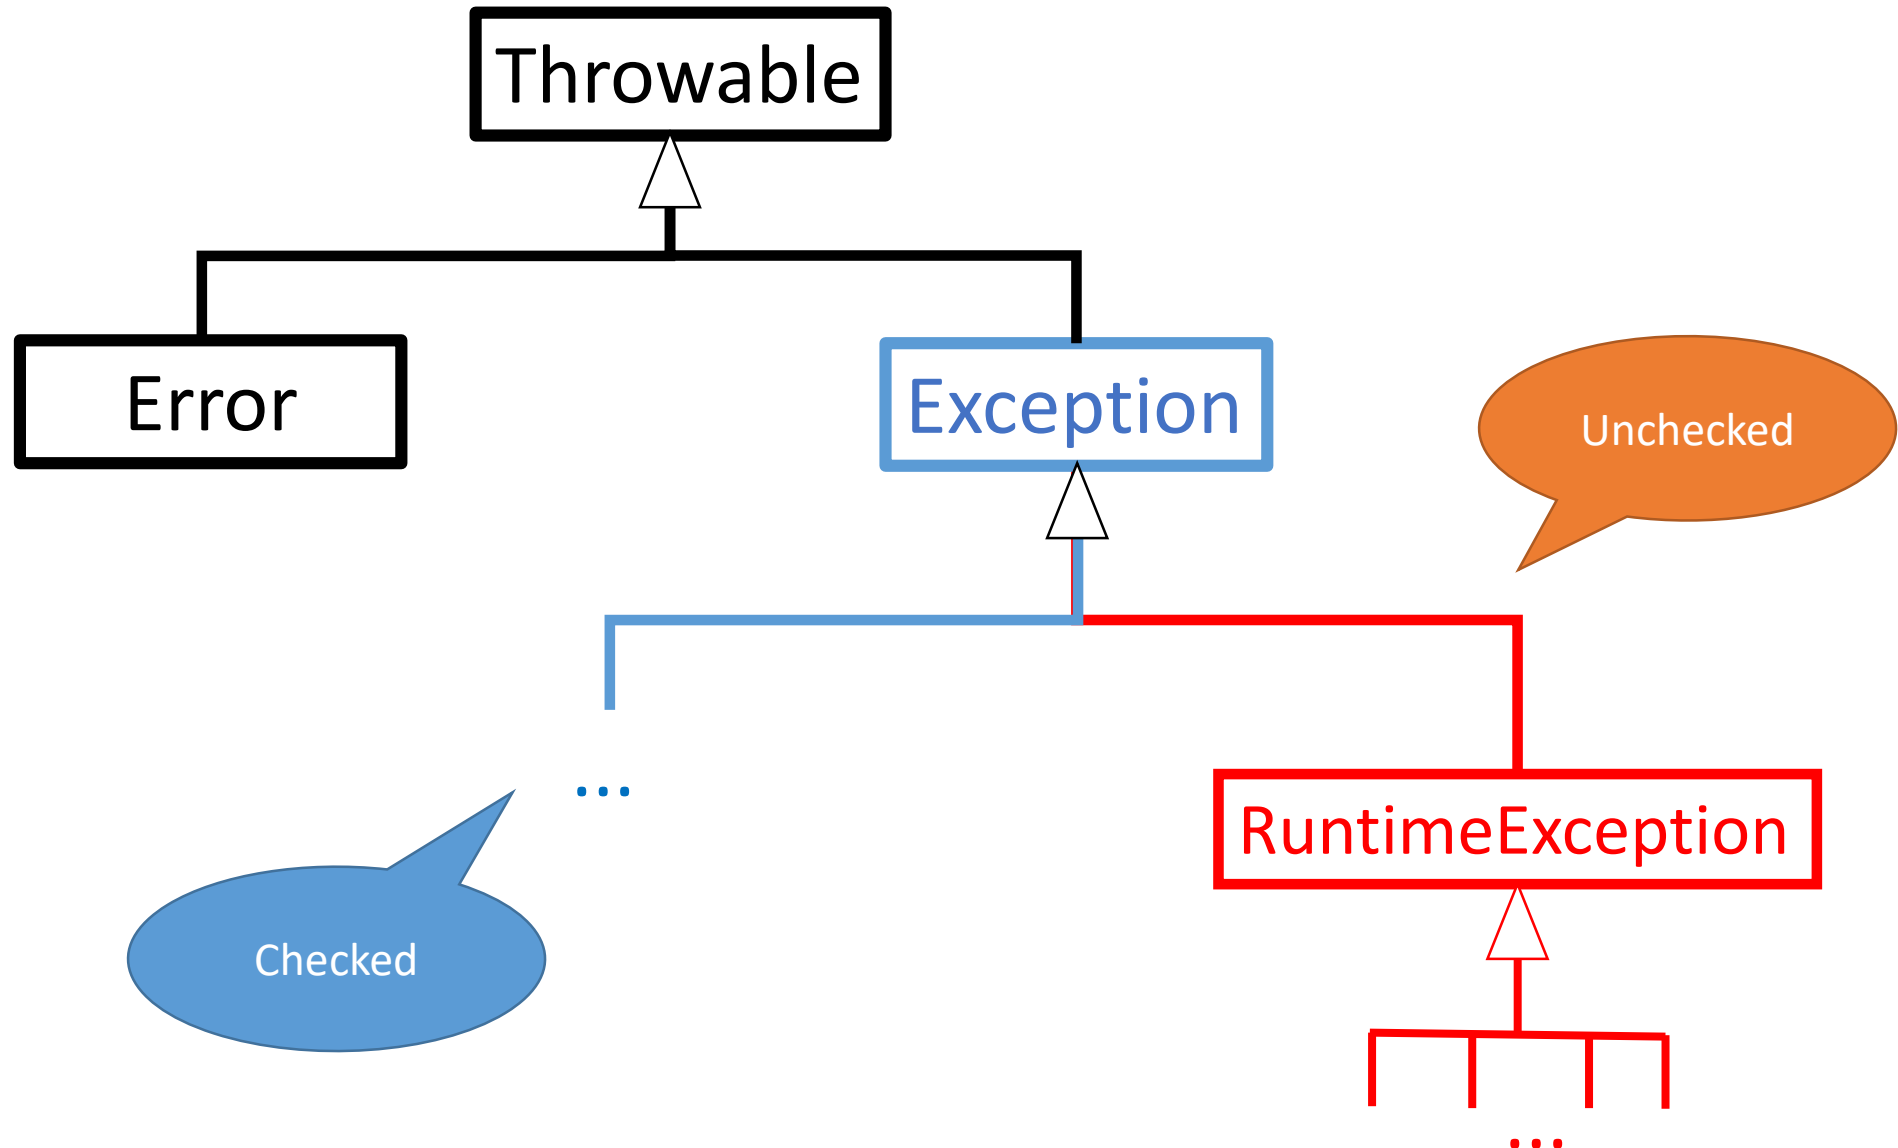 Throwable
Error
Exception
Unchecked
...
RuntimeException
Checked
...